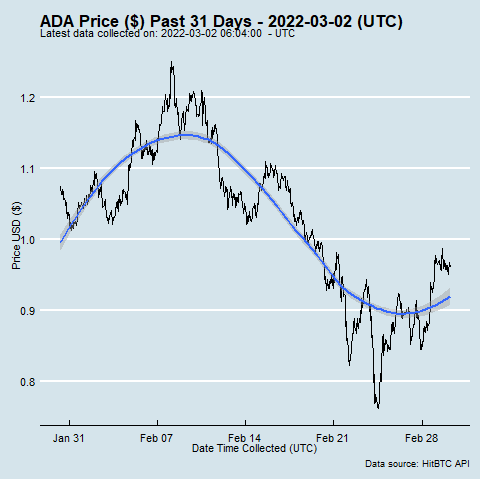 ADA Price ($) Past 31 Days - 2022-03-02 (UTC)
Latest data collected on: 2022-03-02 06:04:00 - UTC
1.2
1.1
1.0
0.9
0.8
Price USD ($)
Jan 31 Feb 07 Feb 14 Feb 21 Feb 28
Date Time Collected (UTC)
Data source: HitBTC API